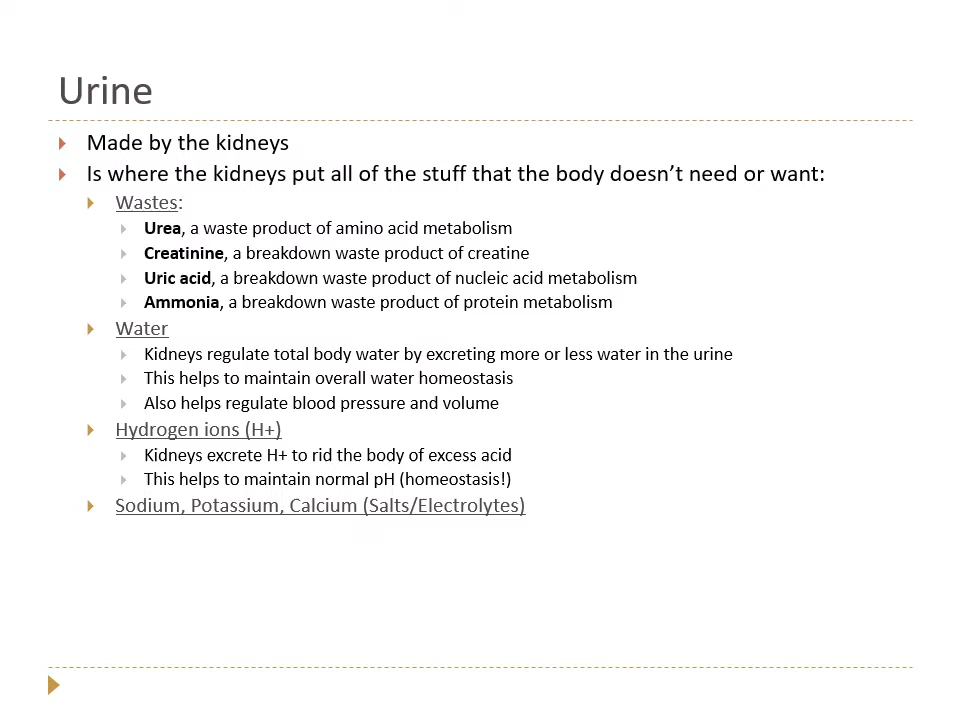 Urine
Made by the kidneys
Is where the kidneys put all of the stuff that the body doesn't need or want:
Wastes:
Urea, a waste product of amino acid metabolism
Creatinine, a breakdown waste product of creatine
Uric acid, a breakdown waste product of nucleic acid metabolism
Ammonia, a breakdown waste product of protein metabolism
Water
Kidneys regulate total body water by excreting more or less water in the urine
This helps to maintain overall water homeostasis
Also helps regulate blood pressure and volume
Hydrogen ions (H+)
Kidneys excrete H+ to rid the body of excess acid
This helps to maintain normal pH (homeostasis!)
Sodium, Potassium, Calcium (Salts/Electrolytes)